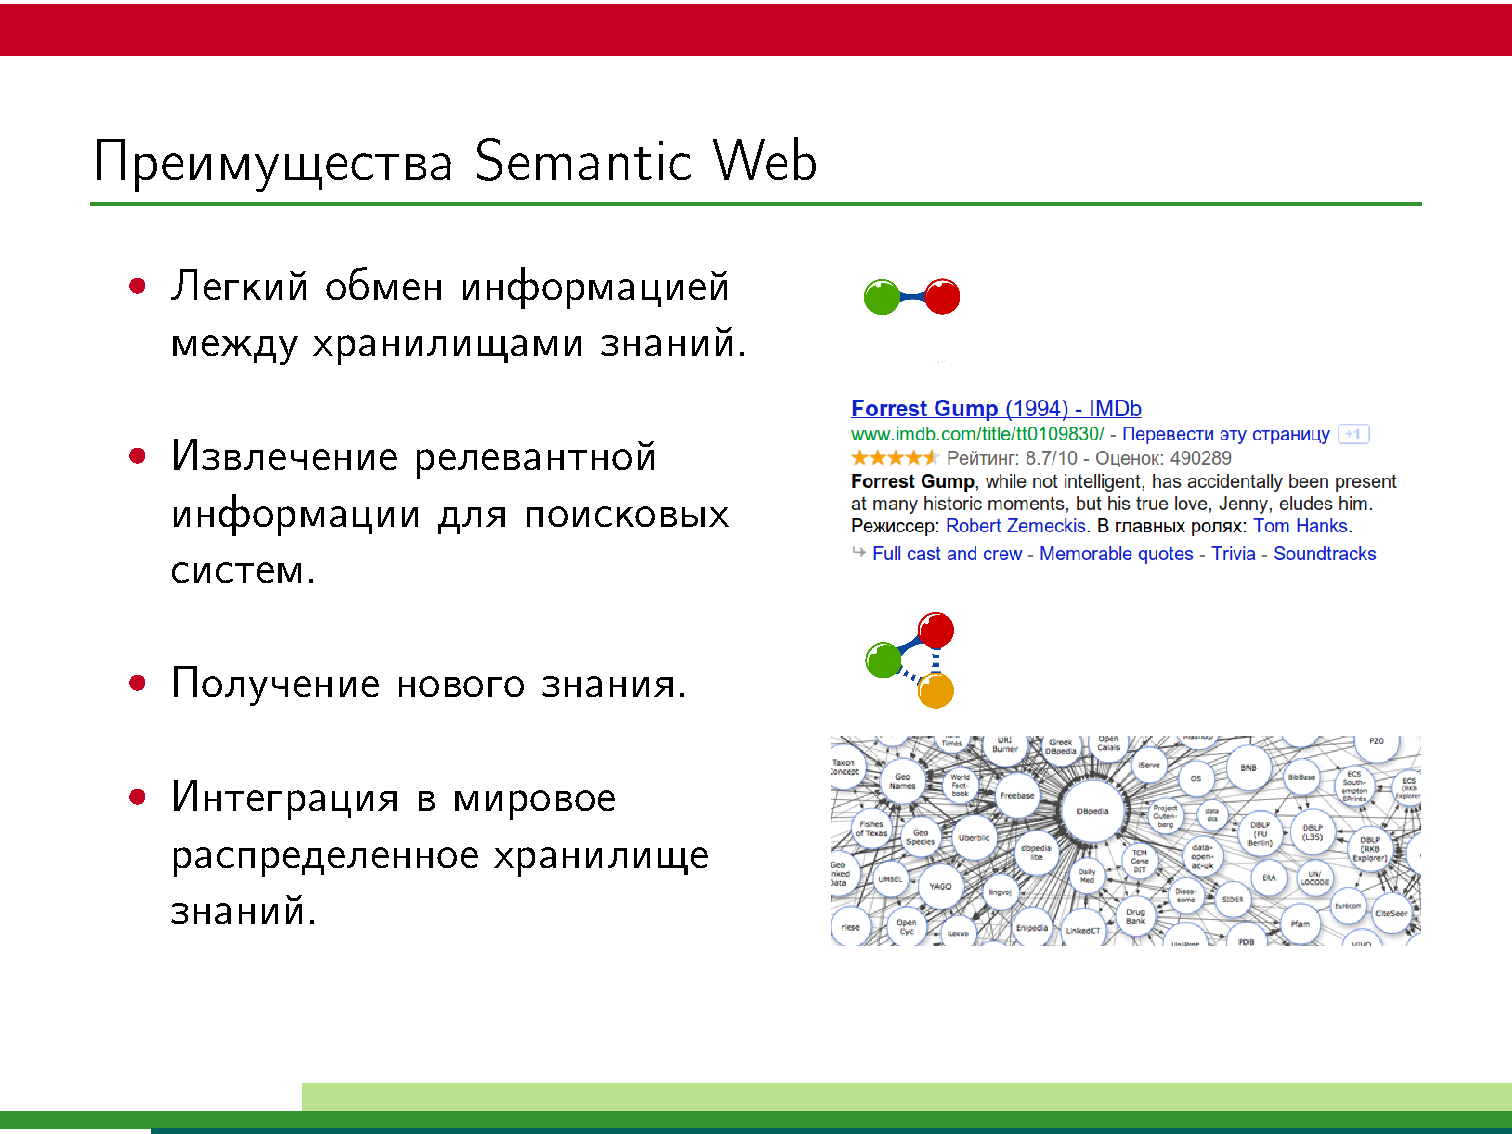 Преимущества Semantic Web
• Легкий обмен информацией
между хранилищами знаний.
• Извлечение релевантной
информации для поисковых
систем.
• Получение нового знания.
• Интеграция в мировое
распределенное хранилище
знаний.
Forrest Gump (1994) - IMDb
www.imdb.com/title/tt0109830/ - Перевести эту страницу +1
Рейтинг: 8.7/10 - Оценок: 490289
Forrest Gump, while not intelligent, has accidentally been present
at many historic moments, but his true love, Jenny, eludes him.
Режиссер: Robert Zemeckis. В главных ролях: Tom Hanks.
Full cast and crew - Memorable quotes - Trivia - Soundtracks
Times
URI
Burner
Greek
DBpedia
Open
Calais
P20
Taxon
Concept
Geo
Names
World
Fact-
book
Freebase
DBpedia
iServe
OS
BNB
BibBase
ECS
South-
ampton
EPrints
ECS
(RKB
Explorer
Fishes
of Texas
Geo
Species
Uberblic
dbpedia
lite
Project
Guten-
berg
data
dcs
DBLP
(FU
Berlin)
DBLP
(L3S)
DBLP
(RKB
Explorer)
Geo
Linked
Data
UMBEL
YAGO
lingvoj
Daily
Med
TCM
Gene
DIT
data-
open-
ac-uk
ERA
UN/
LOCODE
Disea-
some
SIDER
Eurécom
CiteSeer
riese
Open
Cyc
Lexvo
Enipedia
LinkedCT
Drug
Bank
Pfam
UniProt
PDB